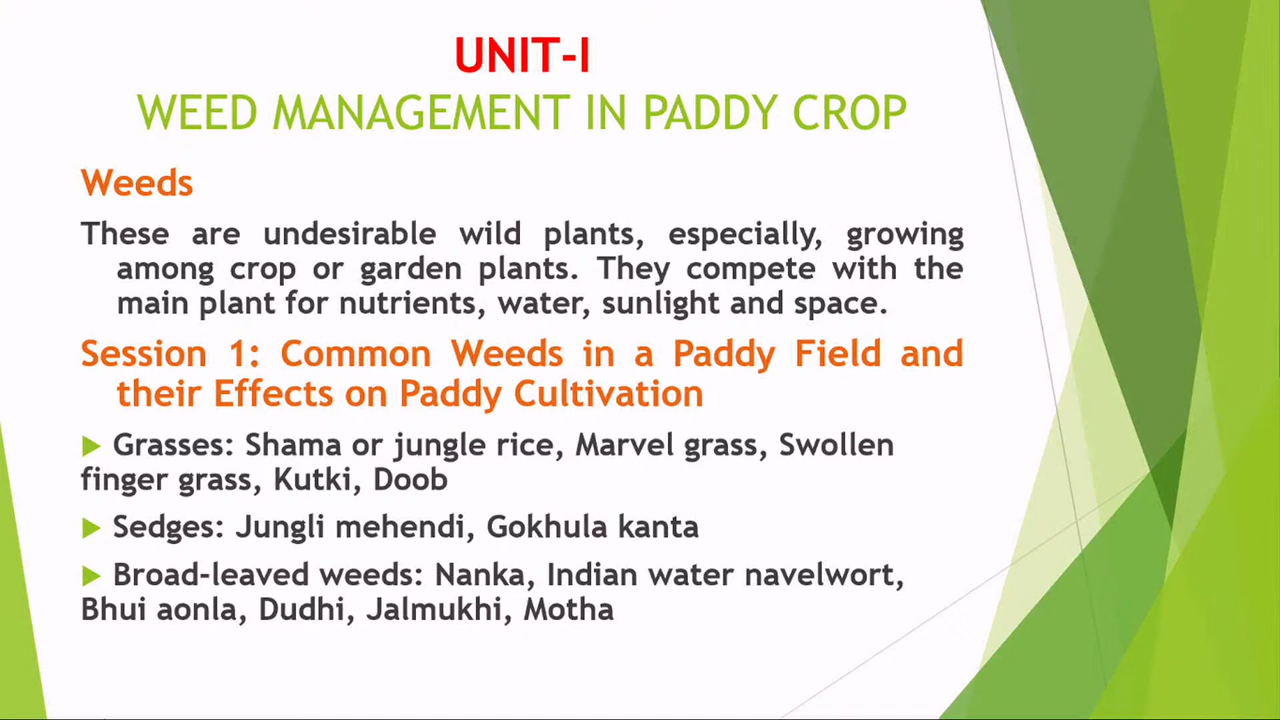 UNIT-I
WEED MANAGEMENT IN PADDY CROP
Weeds
These are undesirable wild plants, especially, growing
among crop or garden plants. They compete with the
main plant for nutrients, water, sunlight and space.
Session 1: Common Weeds in a Paddy Field and
their Effects on Paddy Cultivation
Grasses: Shama or jungle rice, Marvel grass, Swollen
finger grass, Kutki, Doob
Sedges: Jungli mehendi, Gokhula kanta
Broad-leaved weeds: Nanka, Indian water navelwort,
Bhui aonla, Dudhi, Jalmukhi, Motha